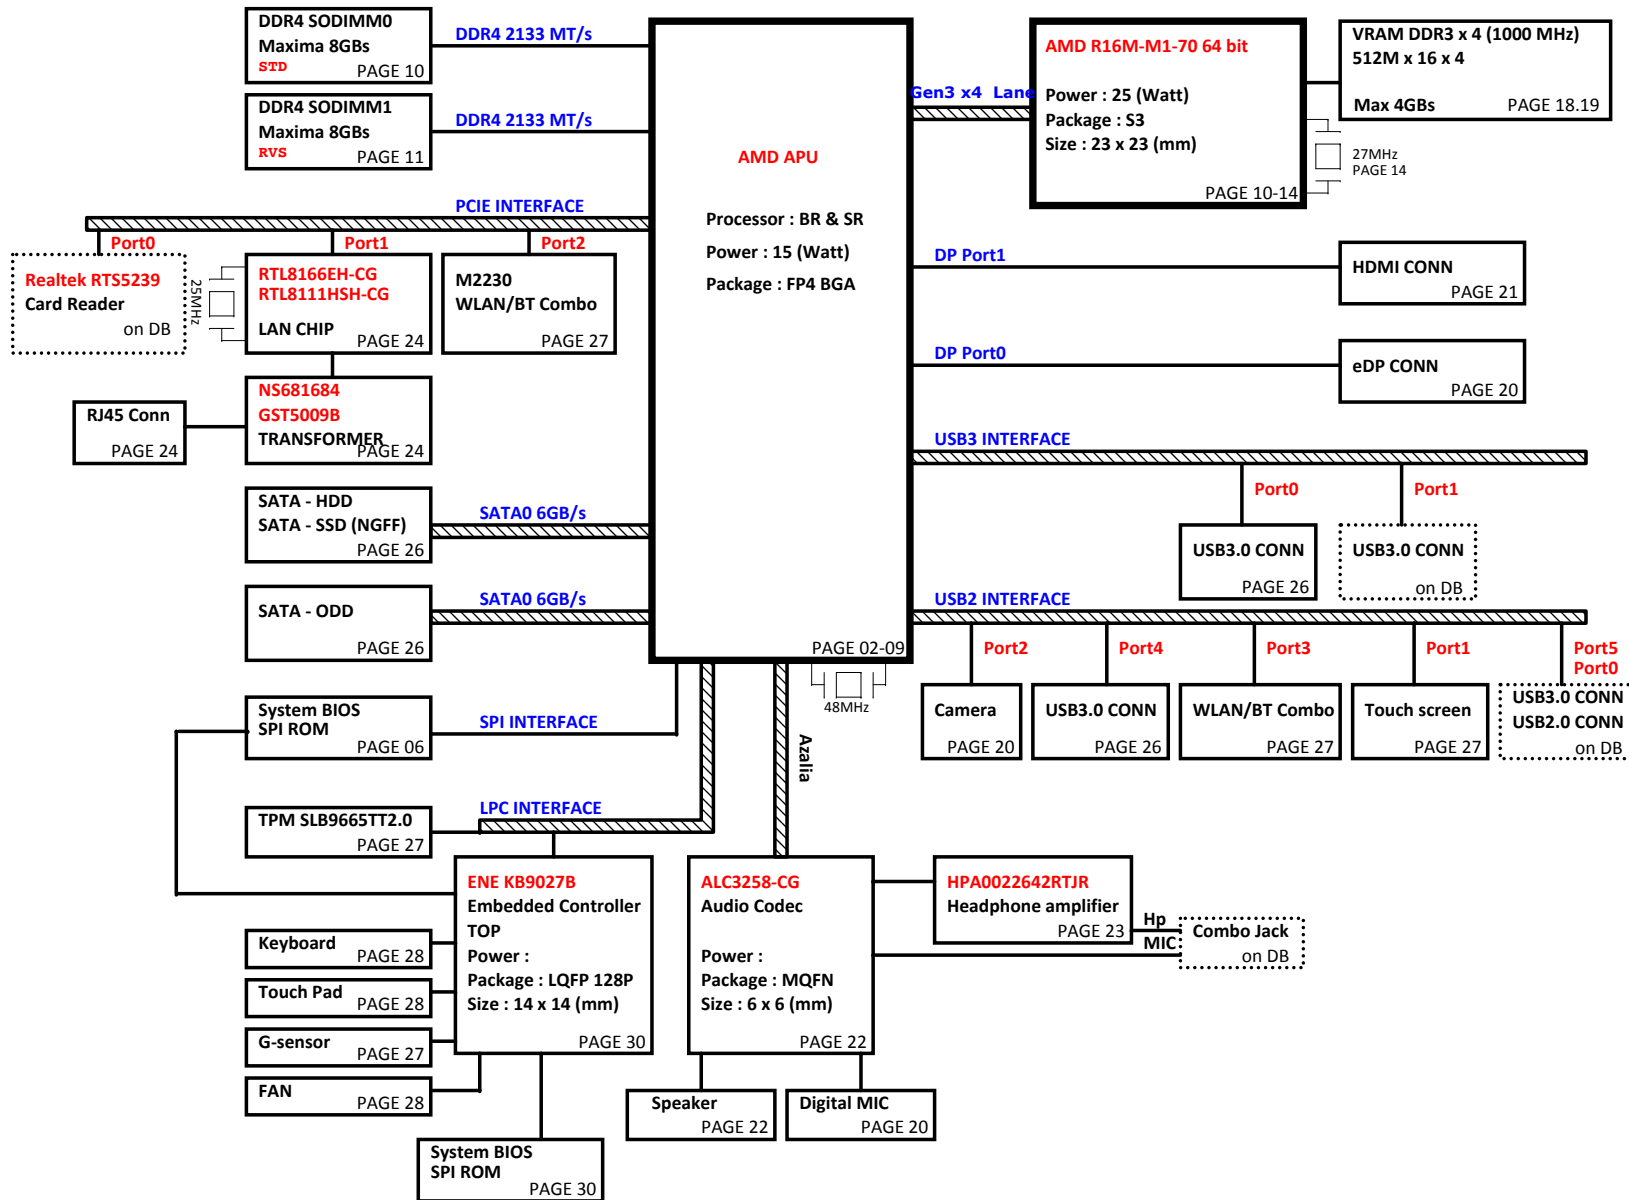 DDR4 SODIMM0
Maxima 8GBs
STD
PAGE 10
DDR4 2133 MT/s
DDR4 SODIMM1
Maxima 8GBs
RVS
PAGE 11
DDR4 2133 MT/s
AMD APU
Processor : BR & SR
Power : 15 (Watt)
Package : FP4 BGA
PAGE 02-09
48MHz
Gen3 x4 Lane
AMD R16M-M1-70 64 bit
Power : 25 (Watt)
Package : S3
Size : 23 x 23 (mm)
PAGE 10-14
VRAM DDR3 x 4 (1000 MHz)
512M x 16 x 4
Max 4GBs
PAGE 18.19
27MHz
PAGE 14
PCIE INTERFACE
Port0
Port1
Port2
Realtek RTS5239
Card Reader
on DB
25MHz
RTL8166EH-CG
RTL8111HSH-CG
LAN CHIP
PAGE 24
M2230
WLAN/BT Combo
PAGE 27
RJ45 Conn
PAGE 24
NS681684
GST5009B
TRANSFORMER
PAGE 24
DP Port1
HDMI CONN
PAGE 21
DP Port0
eDP CONN
PAGE 20
USB3 INTERFACE
Port0
Port1
USB3.0 CONN
PAGE 26
USB3.0 CONN
on DB
SATA - HDD
SATA - SSD (NGFF)
PAGE 26
SATA0 6GB/s
SATA - ODD
PAGE 26
SATA0 6GB/s
USB2 INTERFACE
Port2
Port4
Port3
Port1
Port5
Port0
Camera
PAGE 20
USB3.0 CONN
PAGE 26
WLAN/BT Combo
PAGE 27
Touch screen
PAGE 27
USB3.0 CONN
USB2.0 CONN
on DB
System BIOS
SPI ROM
PAGE 06
SPI INTERFACE
Azalia
TPM SLB9665TT2.0
PAGE 27
LPC INTERFACE
ENE KB9027B
Embedded Controller
TOP
Power :
Package : LQFP 128P
Size : 14 x 14 (mm)
PAGE 30
ALC3258-CG
Audio Codec
Power :
Package : MQFN
Size : 6 x 6 (mm)
PAGE 22
HPA0022642RTJR
Headphone amplifier
PAGE 23
Hp
MIC
Combo Jack
on DB
Keyboard
PAGE 28
Touch Pad
PAGE 28
G-sensor
PAGE 27
FAN
PAGE 28
Speaker
PAGE 22
Digital MIC
PAGE 20
System BIOS
SPI ROM
PAGE 30